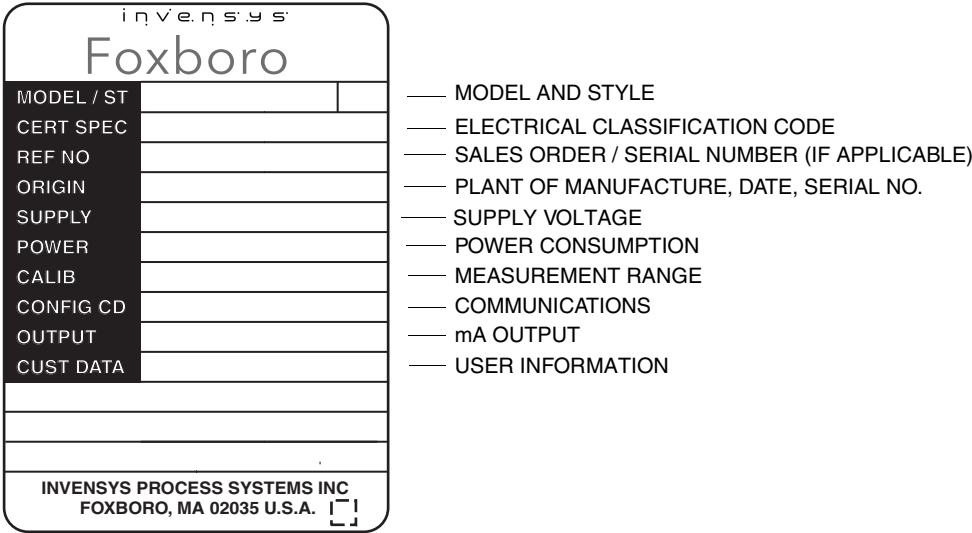 invensys
Foxboro
MODEL / ST MODEL AND STYLE
CERT SPEC ELECTRICAL CLASSIFICATION CODE
REF NO SALES ORDER / SERIAL NUMBER (IF APPLICABLE)
ORIGIN PLANT OF MANUFACTURE, DATE, SERIAL NO.
SUPPLY SUPPLY VOLTAGE
POWER POWER CONSUMPTION
CALIB MEASUREMENT RANGE
CONFIG CD COMMUNICATIONS
OUTPUT mA OUTPUT
CUST DATA USER INFORMATION
INVENSYS PROCESS SYSTEMS INC
FOXBORO, MA 02035 U.S.A.